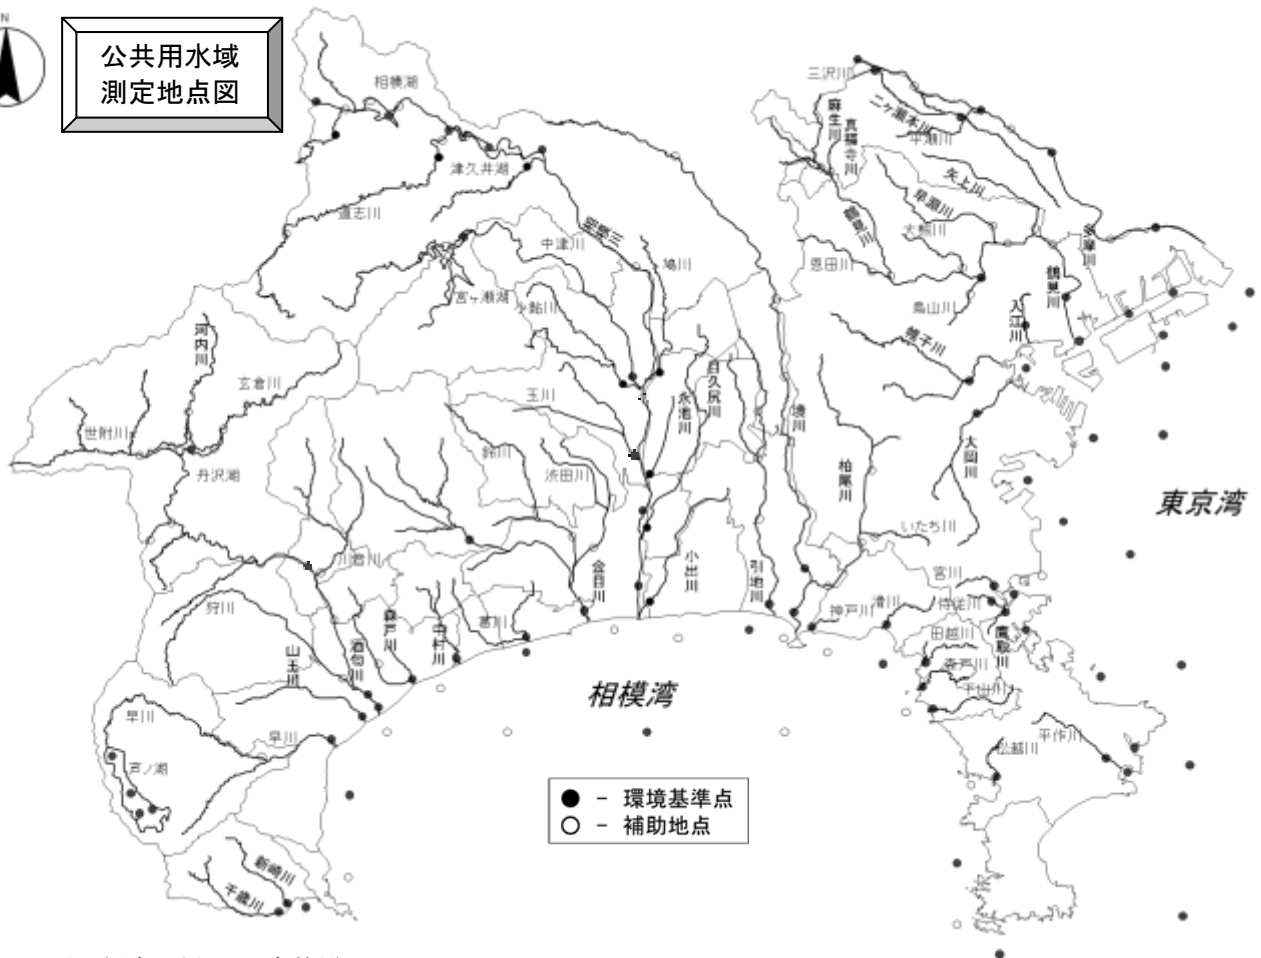 N
公共用水域
測定地点図
相模湖
津久井湖
道志川
中津川
鳩川
宮ヶ瀬湖
小鮎川
三沢川
二ヶ領本川
平瀬川
麻生川
真福寺川
矢上川
早淵川
大熊川
鶴見川
恩田川
鳥山川
多摩川
鶴見川
入江川
帷子川
河内川
玄倉川
世附川
丹沢湖
玉川
鈴川
渋田川
永池川
目久尻川
境川
柏尾川
大岡川
いたち川
東京湾
川音川
狩川
山王川
酒匂川
森戸川
中村川
葛川
金目川
小出川
引地川
神戸川
滑川
宮川
侍従川
鷹取川
田越川
森戸川
下山川
松越川
平作川
早川
早川
芦ノ湖
相模湾
● - 環境基準点
○ - 補助地点
新崎川
千歳川